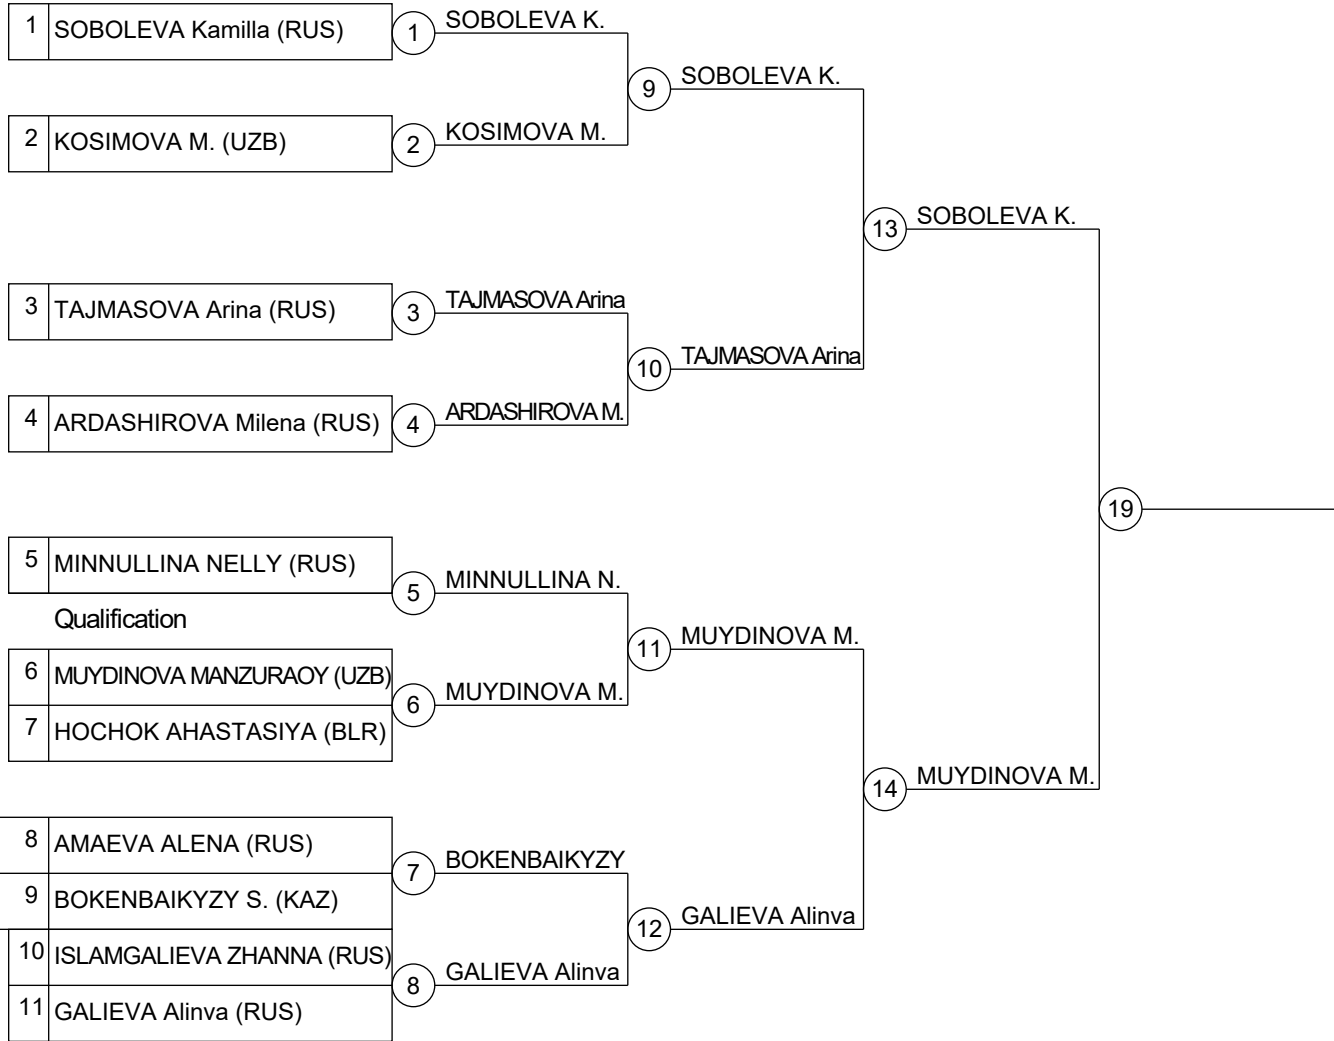 1 SOBOLEVA Kamilla (RUS) 1 SOBOLEVA K.
9 SOBOLEVA K.
2 KOSIMOVA M. (UZB) 2 KOSIMOVA M.
13 SOBOLEVA K.
3 TAJMASOVA Arina (RUS) 3 TAJMASOVA Arina
10 TAJMASOVA Arina
4 ARDASHIROVA Milena (RUS) 4 ARDASHIROVA M.
19
5 MINNULLINA NELLY (RUS) 5 MINNULLINA N.
Qualification
11 MUYDINOVA M.
6 MUYDINOVA MANZURAOY (UZB) 6 MUYDINOVA M.
7 HOCHOK AHASTASIYA (BLR)
14 MUYDINOVA M.
8 AMAEVA ALENA (RUS) 7 BOKENBAIKYZY
9 BOKENBAIKYZY S. (KAZ)
12 GALIEVA Alinva
10 ISLAMGALIEVA ZHANNA (RUS) 8 GALIEVA Alinva
11 GALIEVA Alinva (RUS)